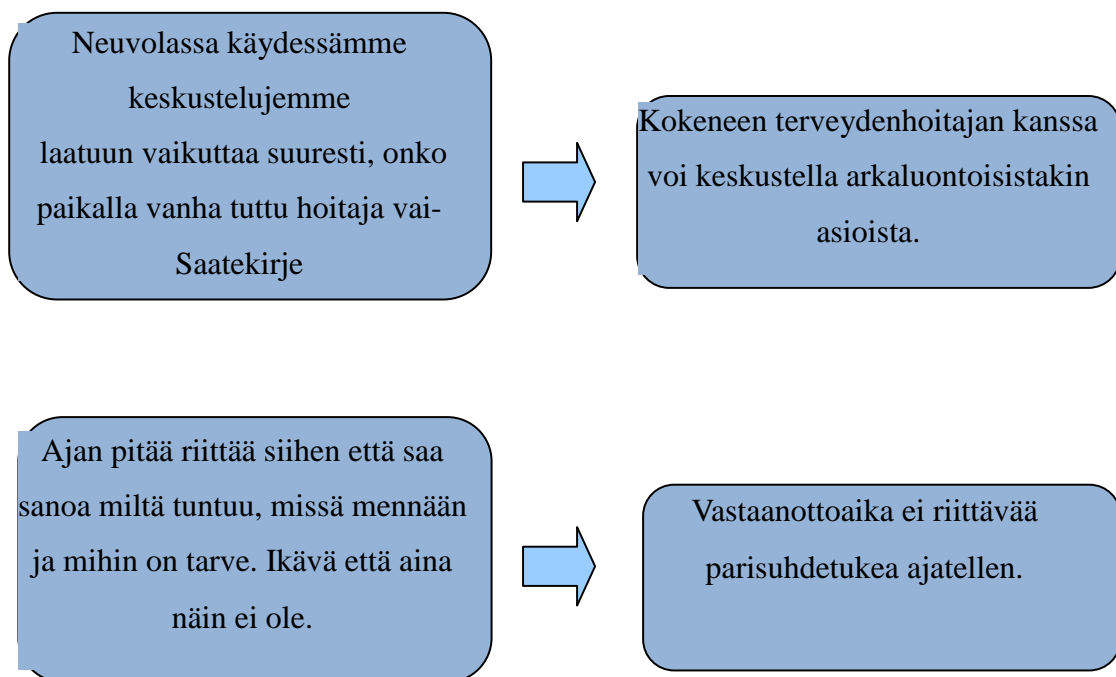 Neuvolassa käydessämme
keskustelujemme
laatuun vaikuttaa suuresti, onko
paikalla vanha tuttu hoitaja vai-
Saatekirje
Kokeneen terveydenhoitajan kanssa
voi keskustella arkaluontoisistakin
asioista.
Ajan pitää riittää siihen että saa
sanoa miltä tuntuu, missä mennään
ja mihin on tarve. Ikävä että aina
näin ei ole.
Vastaanottoaika ei riittävää
parisuhdetukea ajatellen.